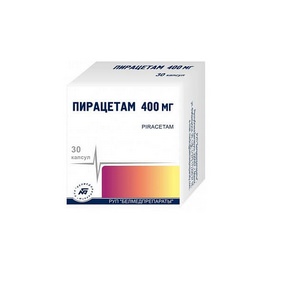 ПИРАЦЕТАМ 400 МГ
30 КАПСУЛ
ПИРАЦЕТАМ 400 мг
PIRACETAM
30
капсул
РУП "БЕЛМЕДПРЕПАРАТЫ"